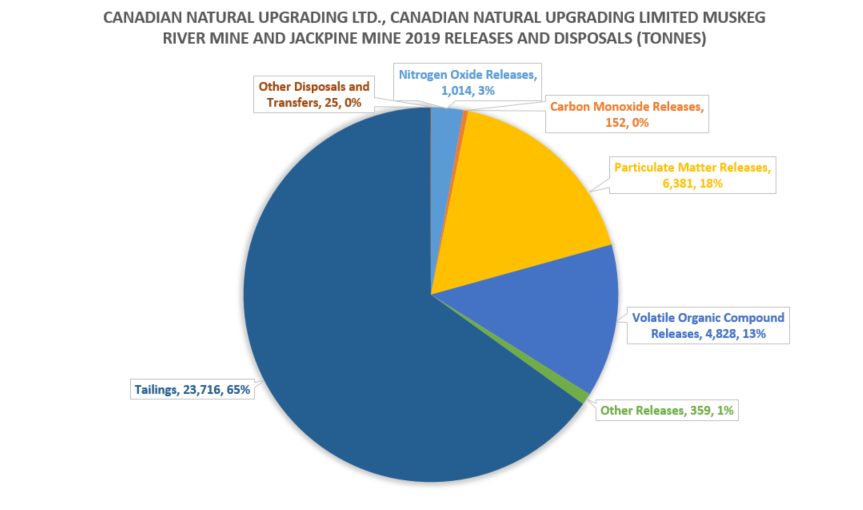 CANADIAN NATURAL UPGRADING LTD., CANADIAN NATURAL UPGRADING LIMITED MUSKEG
RIVER MINE AND JACKPINE MINE 2019 RELEASES AND DISPOSALS (TONNES)
Nitrogen Oxide Releases,
1,014, 3%
Other Disposals and
Transfers, 25, 0%
Carbon Monoxide Releases,
152, 0%
Particulate Matter Releases,
6,381, 18%
Volatile Organic Compound
Releases, 4,828, 13%
Tailings, 23,716, 65%
Other Releases, 359, 1%